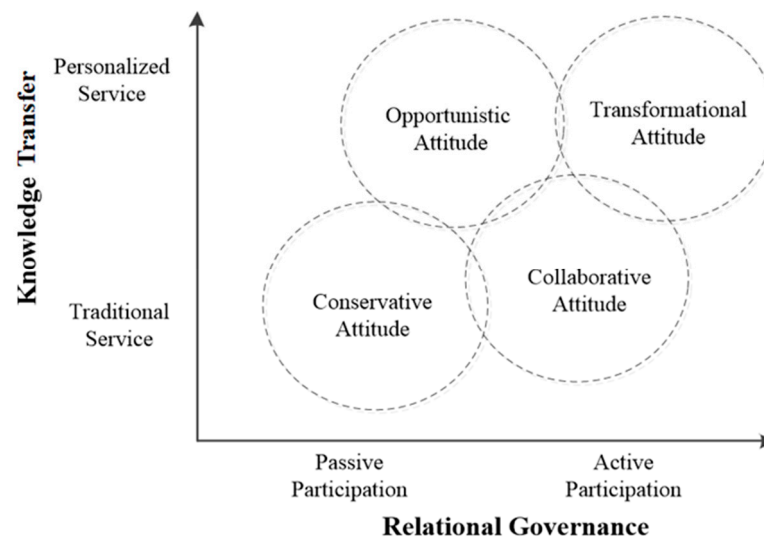 Knowledge Transfer
Personalized
Service
Traditional
Service
Opportunistic
Attitude
Transformational
Attitude
Conservative
Attitude
Collaborative
Attitude
Passive
Participation
Active
Participation
Relational Governance